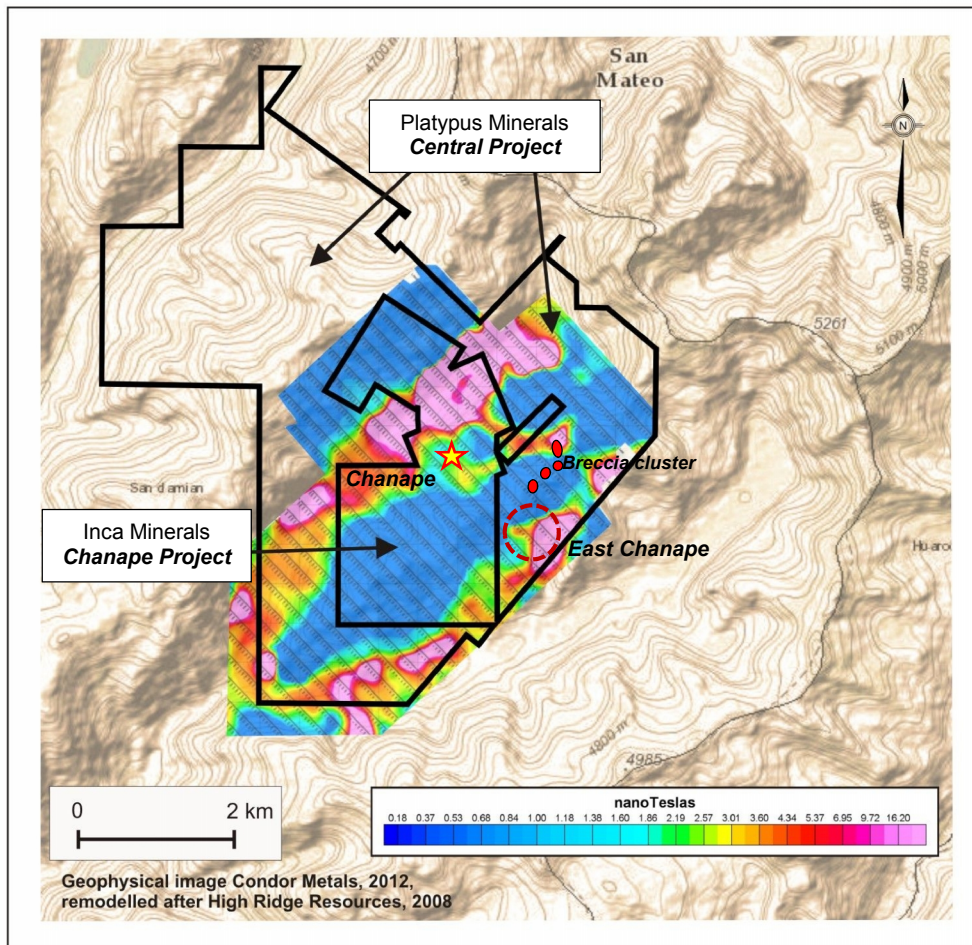 4700 m
San
Mateo
Platypus Minerals
Central Project
N
4800 m
4900 m
5000 m
5261
5100 m
Breccia cluster
Chanape
San damian
Inca Minerals
Chanape Project
East Chanape
Huaro
4800 m
4985
0 2 km
nanoTeslas
0.18 0.37 0.53 0.68 0.84 1.00 1.18 1.38 1.60 1.86 2.19 2.57 3.01 3.60 4.34 5.37 6.95 9.72 16.20
Geophysical image Condor Metals, 2012,
remodelled after High Ridge Resources, 2008